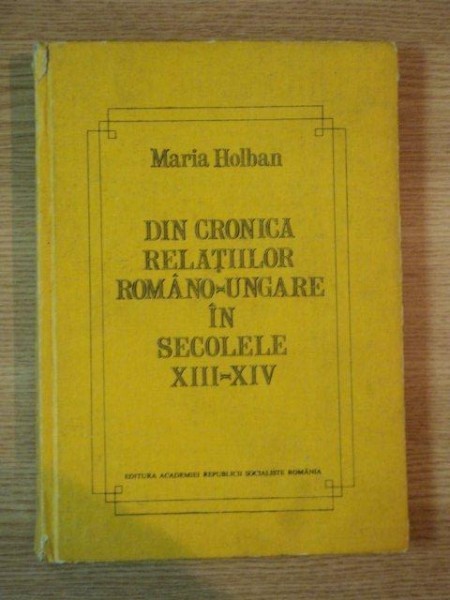 Maria Holban
DIN CRONICA
RELAȚIILOR
ROMÂNO-UNGARE
ÎN
SECOLELE
XIII-XIV
EDITURA ACADEMIEI REPUBLICII SOCIALISTE ROMÂNIA